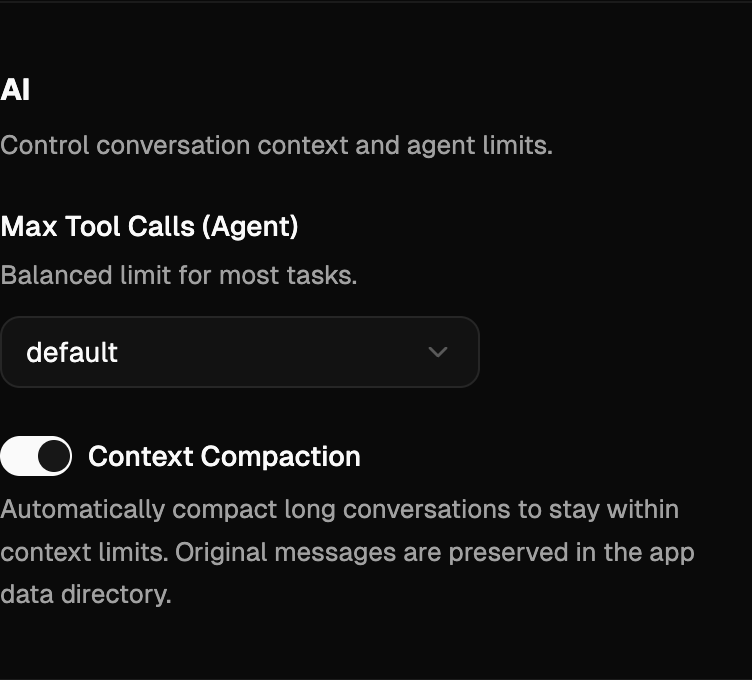 AI
Control conversation context and agent limits.
Max Tool Calls (Agent)
Balanced limit for most tasks.
default
Context Compaction
Automatically compact long conversations to stay within
context limits. Original messages are preserved in the app
data directory.